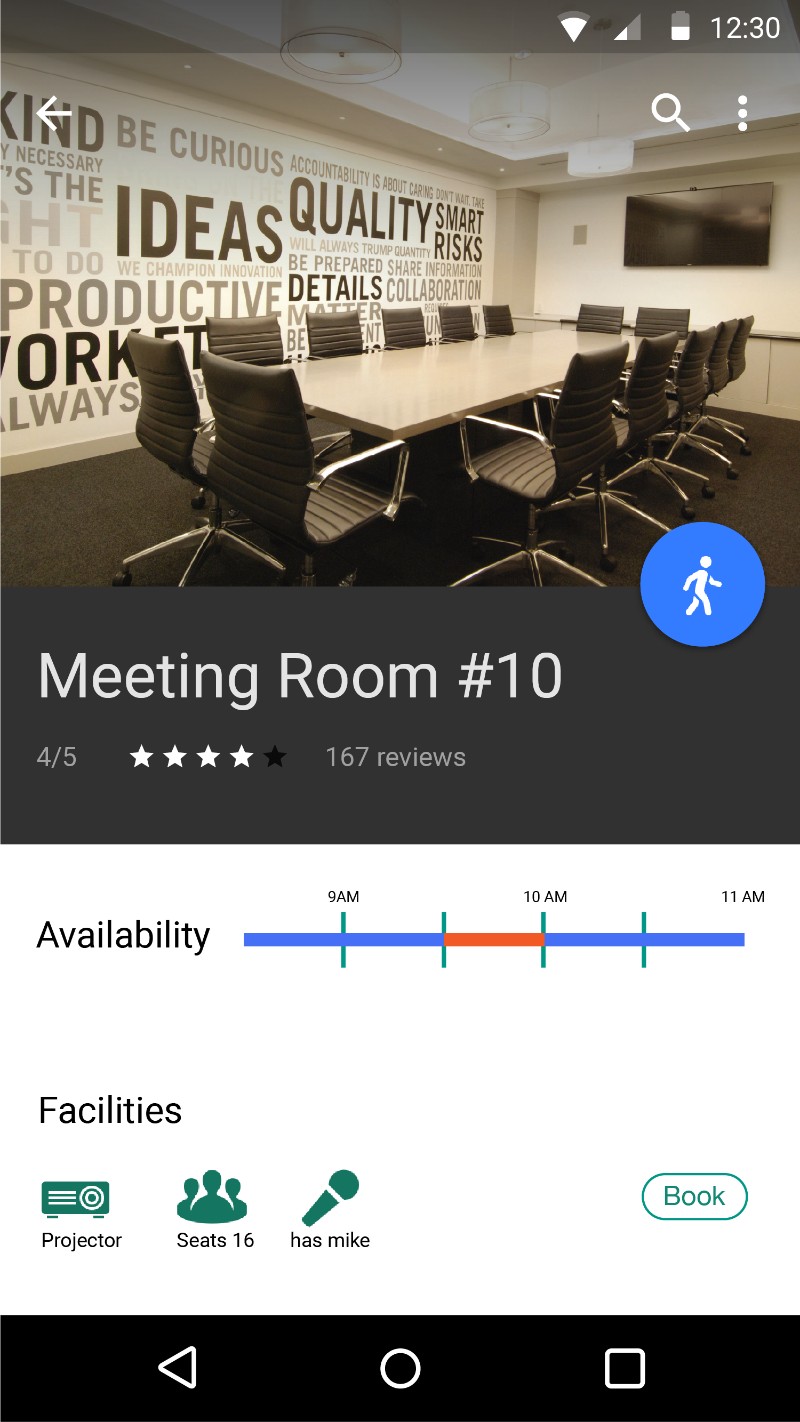 12:30
KIND
Y NECESSARY
'S THE
GHT
TO DO
PRODUCTIVE
ALWAYS
BE CURIOUS
IDEAS
WE CHAMPION INNOVATION
ACCOUNTABILITY IS ABOUT CARING
DON'T WAIT. TAKE
QUALITY
SMART
RISKS
WILL ALWAYS TRUMP QUANTITY
BE PREPARED
SHARE INFORMATION
DETAILS
COLLABORATION
MATTER
BE
Meeting Room #10
4/5
167 reviews
9AM
10 AM
11 AM
Availability
Facilities
Projector
Seats 16
has mike
Book